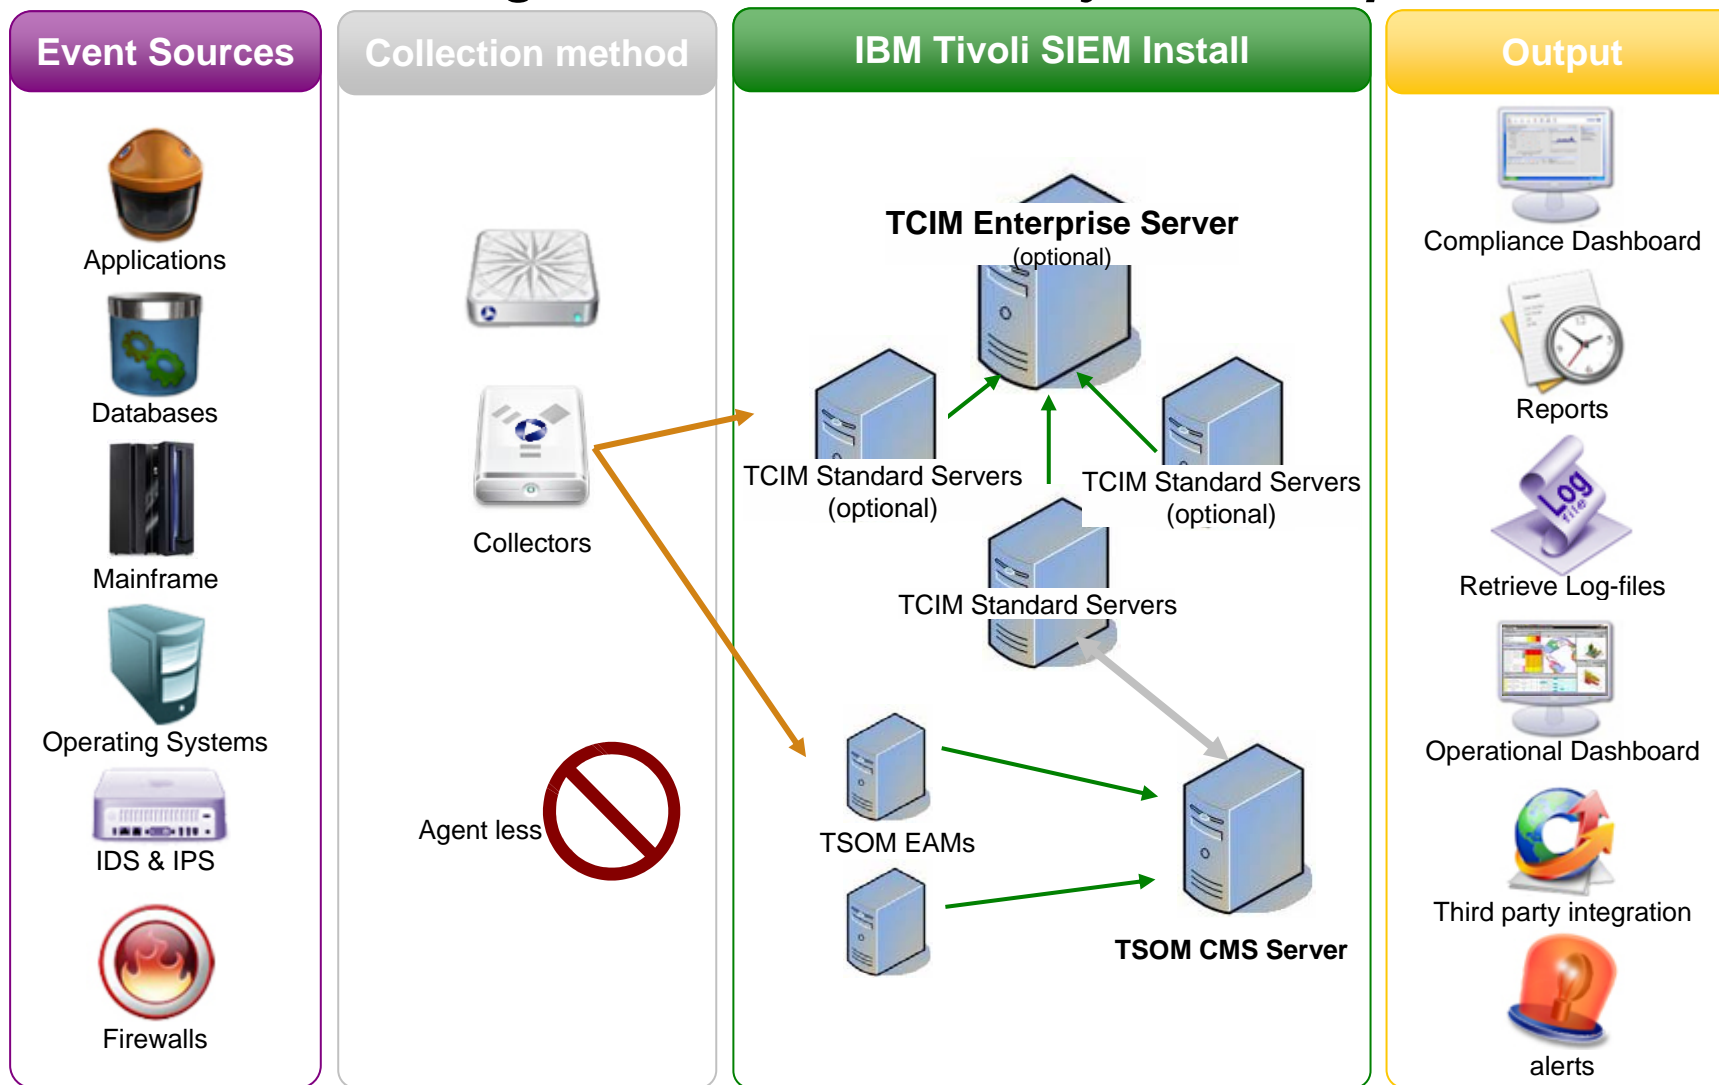 Event Sources
Applications
Databases
Mainframe
Operating Systems
IDS & IPS
Firewalls
Collection method
Collectors
Agent less
IBM Tivoli SIEM Install
TCIM Enterprise Server
(optional)
TCIM Standard Servers
(optional)
TCIM Standard Servers
(optional)
TCIM Standard Servers
TSOM EAMs
TSOM CMS Server
Output
Compliance Dashboard
Reports
Log
file
Retrieve Log-files
Operational Dashboard
Third party integration
alerts